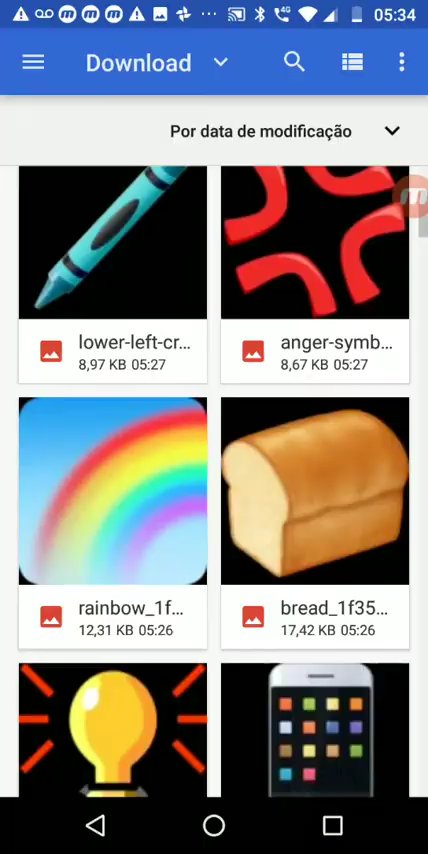 4G
05:34
Download
Por data de modificação
lower-left-cr...
8,97 KB 05:27
anger-symb...
8,67 KB 05:27
rainbow_1f...
12,31 KB 05:26
bread_1f35...
17,42 KB 05:26